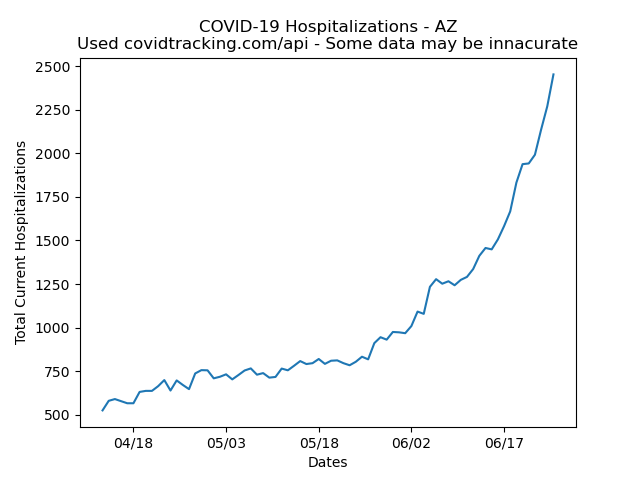 COVID-19 Hospitalizations - AZ
Used covidtracking.com/api - Some data may be innacurate
2500
2250
2000
1750
1500
1250
1000
750
500
Total Current Hospitalizations
04/18 05/03 05/18 06/02 06/17
Dates